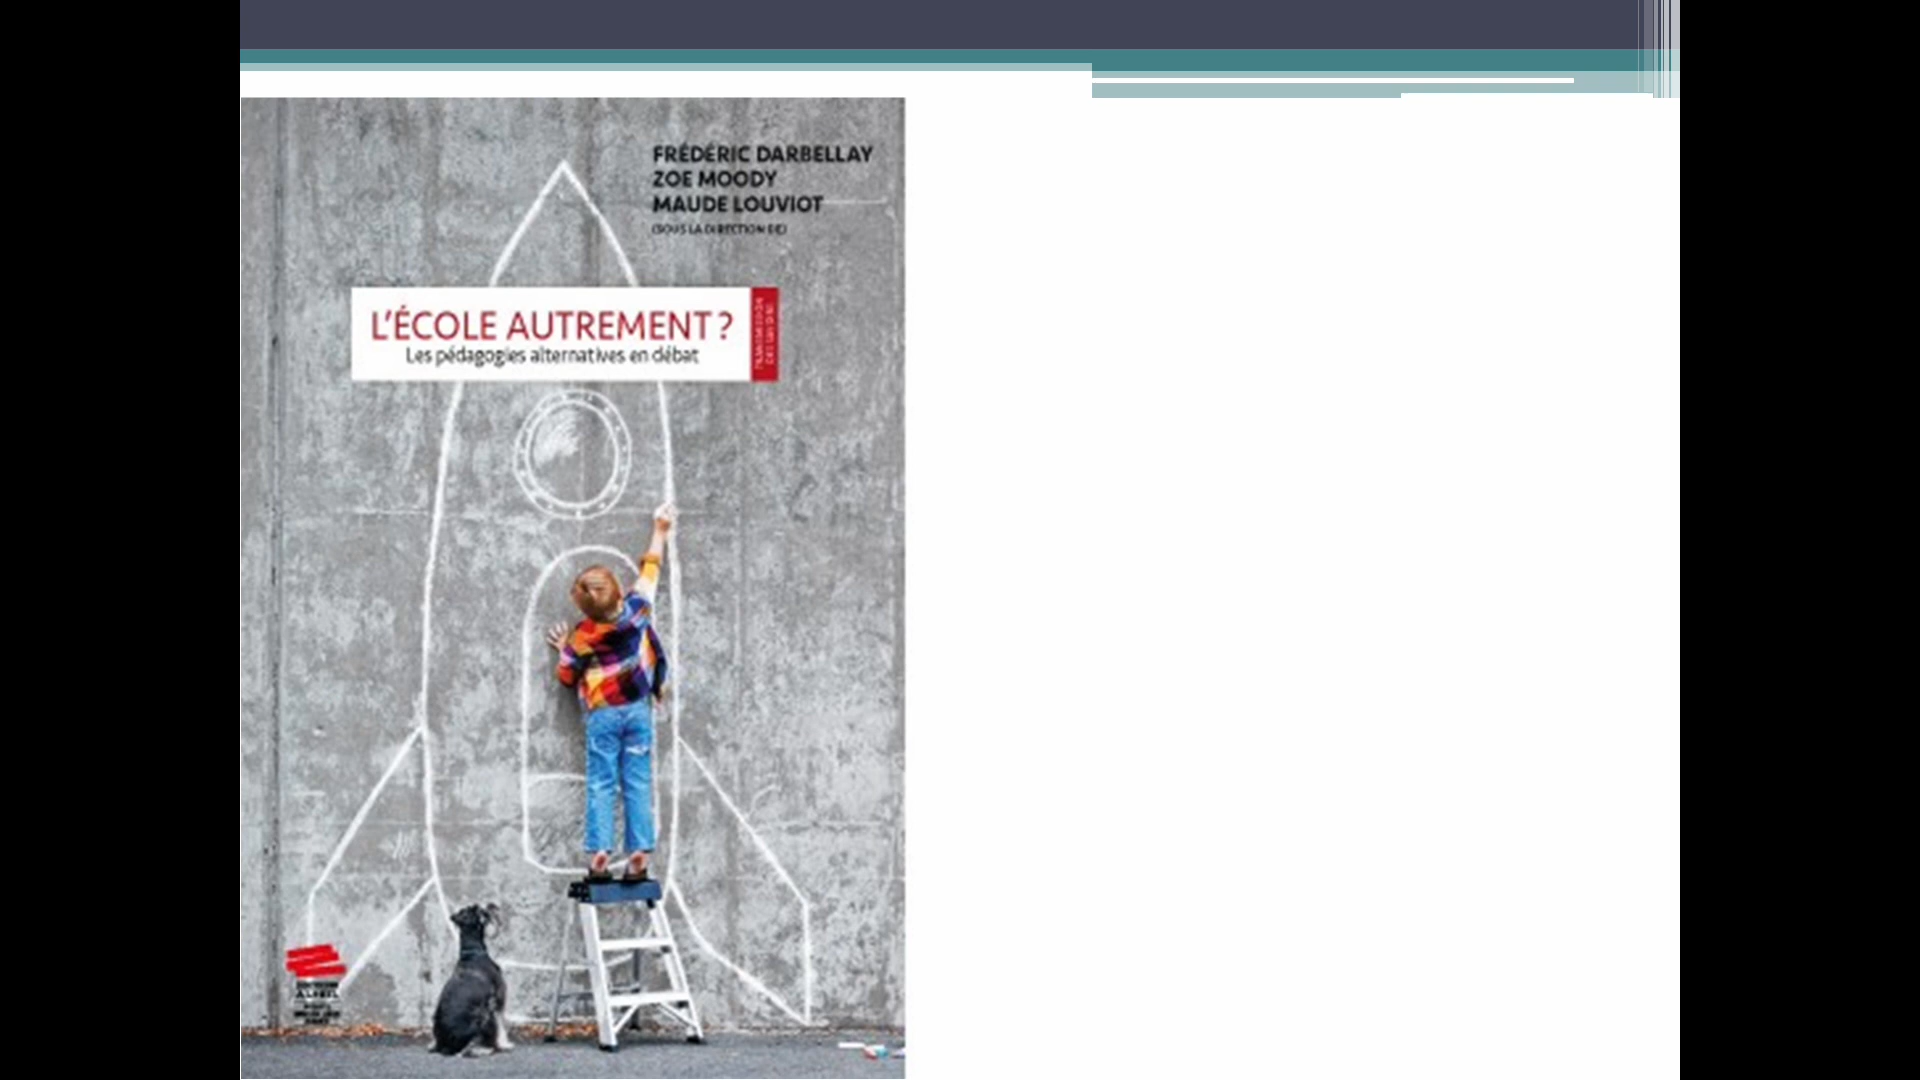 FRÉDÉRIC DARBELLAY
ZOE MOODY
MAUDE LOUVIOT
(SOUS LA DIRECTION DE)
L'ÉCOLE AUTREMENT ?
Les pédagogies alternatives en débat